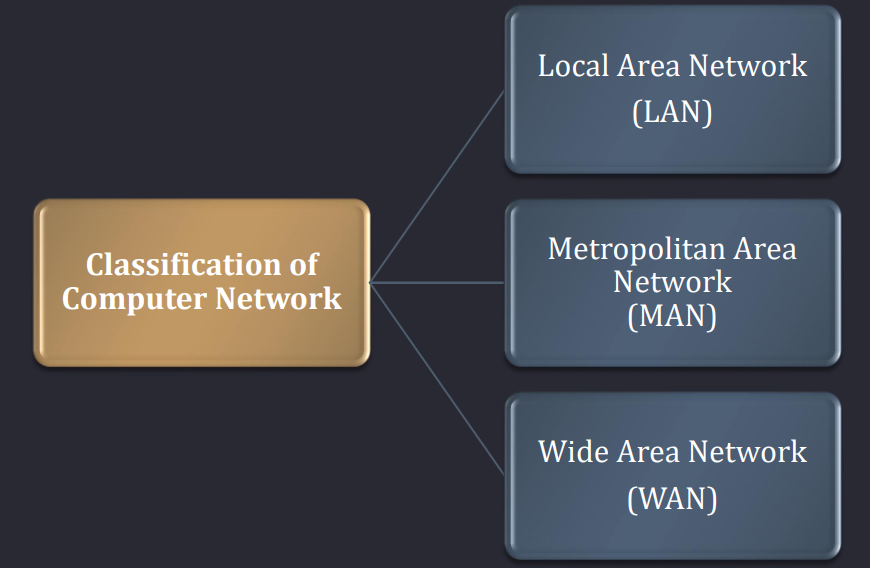 Classification of
Computer Network
Local Area Network
(LAN)
Metropolitan Area
Network
(MAN)
Wide Area Network
(WAN)